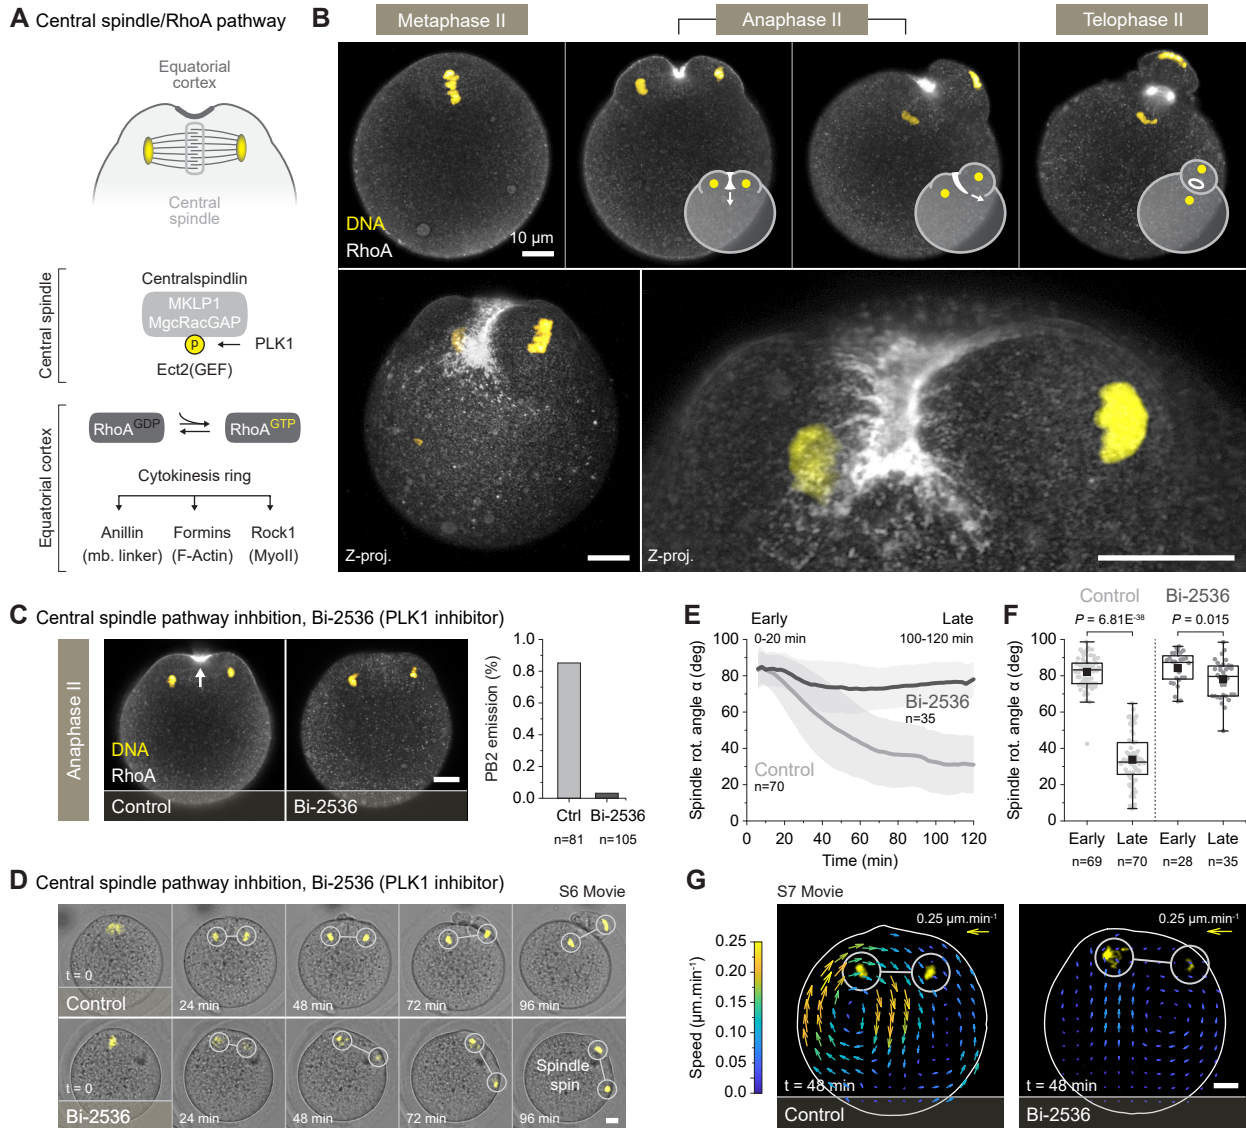 A Central spindle/RhoA pathway
Equatorial
cortex
Central
spindle
Central spindle
Centralspindlin
MKLP1
MgcRacGAP
p
PLK1
Ect2(GEF)
Equatorial cortex
RhoAGDP
RhoAGTP
Cytokinesis ring
Anillin
(mb. linker)
Formins
(F-Actin)
Rock1
(MyoII)
B
Metaphase II
Anaphase II
Telophase II
DNA
RhoA
10 µm
Z-proj.
Z-proj.
C Central spindle pathway inhbition, Bi-2536 (PLK1 inhibitor)
Anaphase II
DNA
RhoA
Control
Bi-2536
PB2 emission (%)
1.0
0.8
0.6
0.4
0.2
0.0
Ctrl
Bi-2536
n=81
n=105
D Central spindle pathway inhbition, Bi-2536 (PLK1 inhibitor)
S6 Movie
t = 0
Control
24 min
48 min
72 min
96 min
t = 0
Bi-2536
24 min
48 min
72 min
Spindle
spin
96 min
E
Early
0-20 min
Late
100-120 min
Spindle rot. angle α (deg)
100
80
60
40
20
0
Bi-2536
n=35
Control
n=70
0
20
40
60
80
100
120
Time (min)
F
Control
P = 6.81E-38
Bi-2536
P = 0.015
Spindle rot. angle α (deg)
100
80
60
40
20
0
Early
Late
Early
Late
n=69
n=70
n=28
n=35
G
S7 Movie
Speed (µm.min-1)
0.25
0.20
0.15
0.10
0.05
0.0
0.25 µm.min-1
t = 48 min
Control
0.25 µm.min-1
t = 48 min
Bi-2536